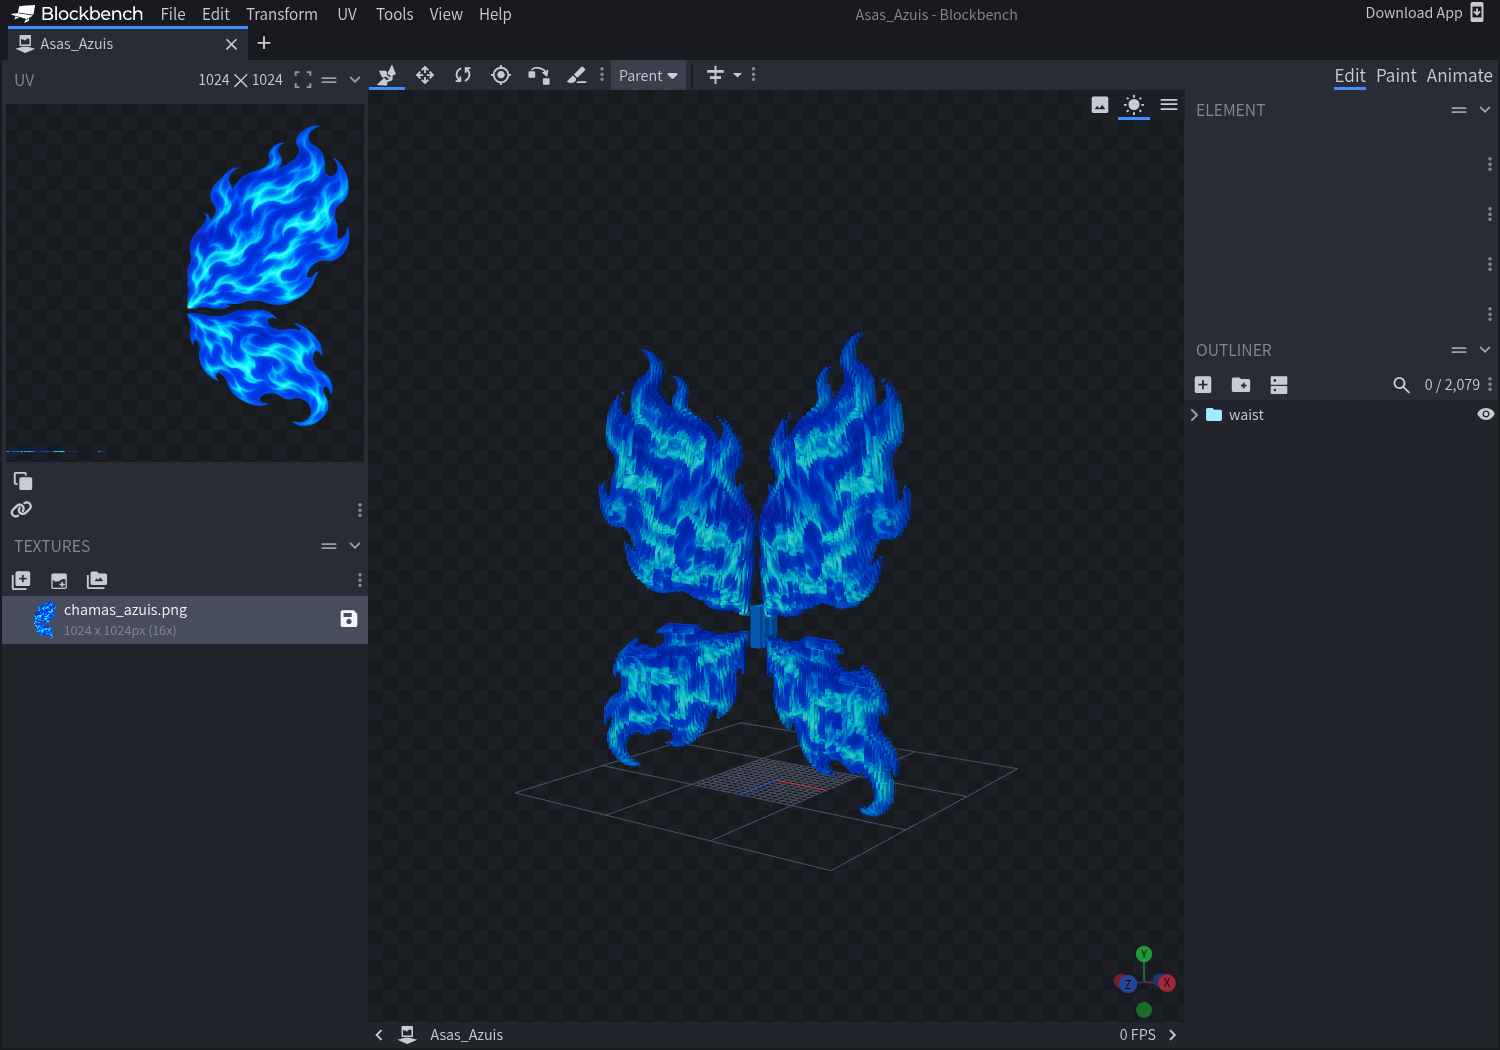 Blockbench File Edit Transform UV Tools View Help Asas_Azuis - Blockbench Download App
Asas_Azuis
UV 1024 1024
Parent
Edit Paint Animate
ELEMENT
OUTLINER
0 / 2,079
waist
TEXTURES
chamas_azuis.png
1024 x 1024px (16x)
Y
Z X
Asas_Azuis 0 FPS